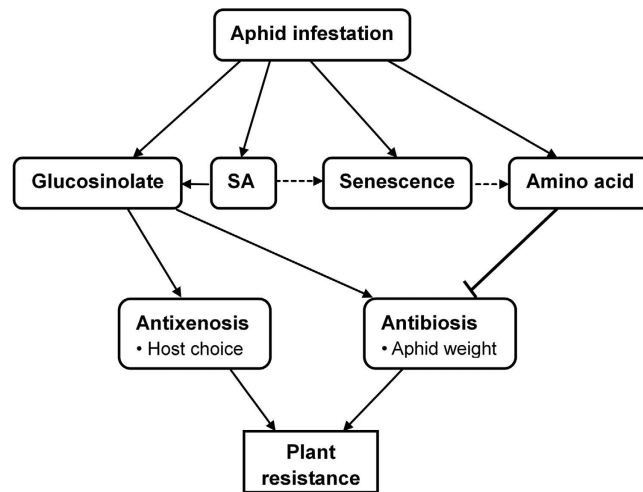 Aphid infestation
Glucosinolate
SA
Senescence
Amino acid
Antixenosis
• Host choice
Antibiosis
• Aphid weight
Plant
resistance